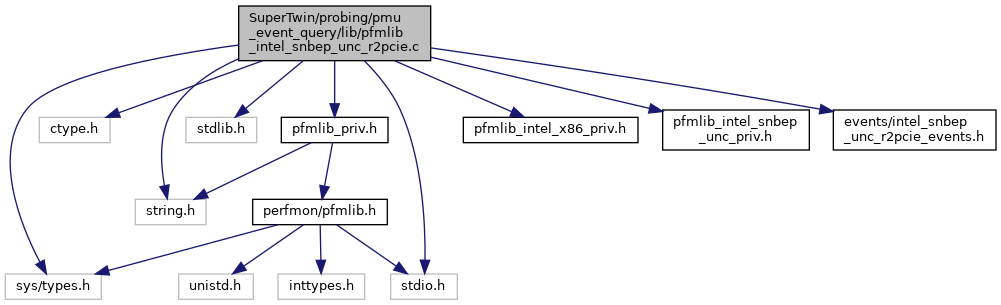 SuperTwin/probing/pmu
_event_query/lib/pfmlib
_intel_snbep_unc_r2pcie.c
ctype.h
stdlib.h
pfmlib_priv.h
pfmlib_intel_x86_priv.h
pfmlib_intel_snbep
_unc_priv.h
events/intel_snbep
_unc_r2pcie_events.h
string.h
perfmon/pfmlib.h
sys/types.h
unistd.h
inttypes.h
stdio.h